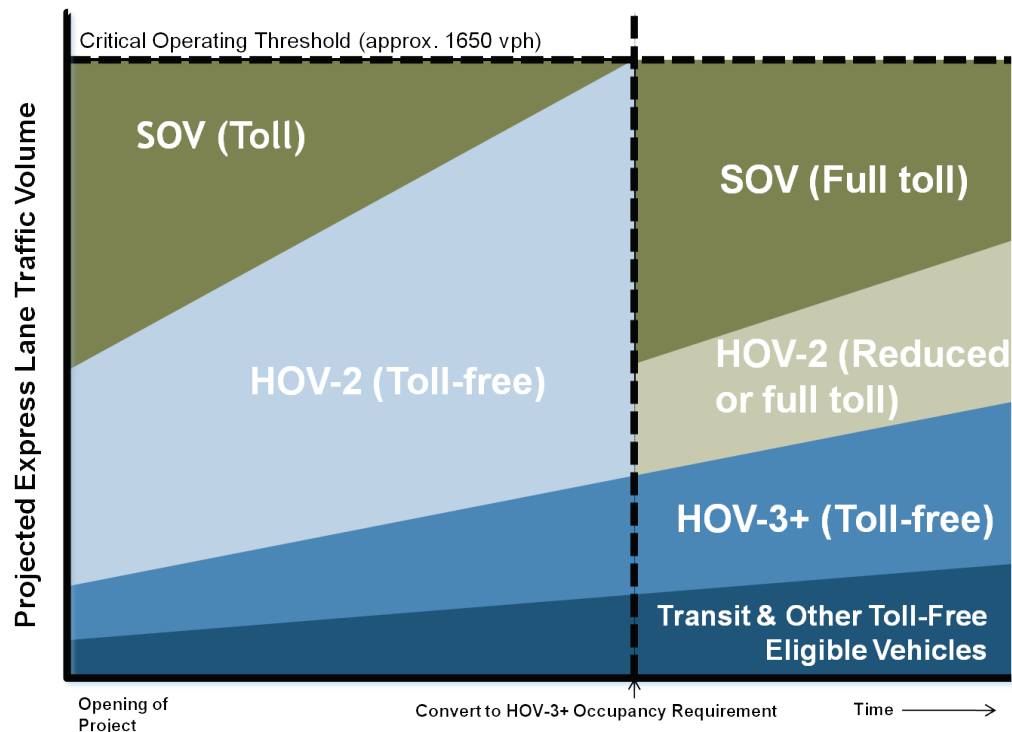 Critical Operating Threshold (approx. 1650 vph)
Projected Express Lane Traffic Volume
SOV (Toll)
SOV (Full toll)
HOV-2 (Toll-free)
HOV-2 (Reduced
or full toll)
HOV-3+ (Toll-free)
Transit & Other Toll-Free
Eligible Vehicles
Opening of
Project
Convert to HOV-3+ Occupancy Requirement
Time